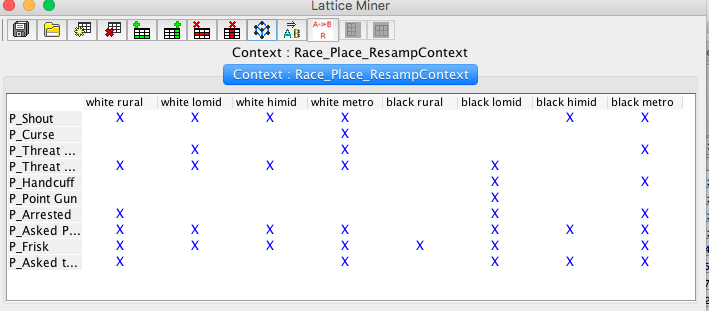 Lattice Miner
A B
A->B
R
Context : Race_Place_ResampContext
Context : Race_Place_ResampContext
white rural white lomid white himid white metro black rural black lomid black himid black metro
P_Shout X X X X X X
P_Curse X
P_Threat ... X X X
P_Threat ... X X X X X
P_Handcuff X X
P_Point Gun X
P_Arrested X X X
P_Asked P... X X X X X X X
P_Frisk X X X X X X X
P_Asked t... X X X X X